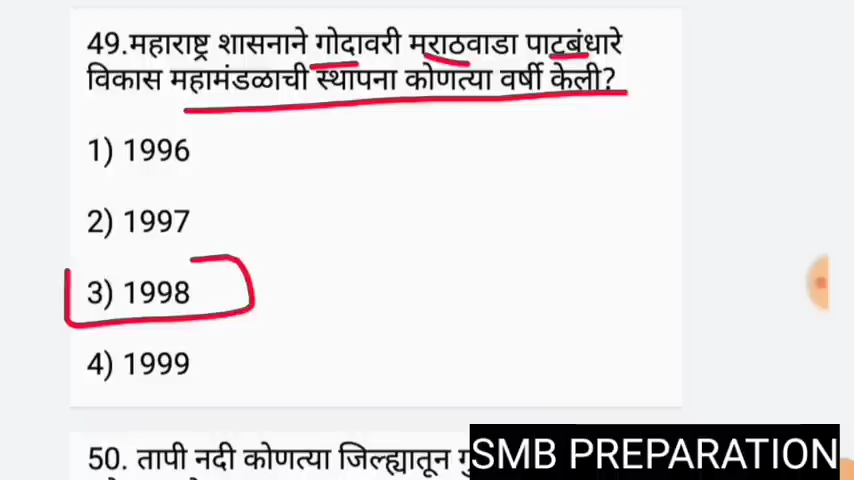 49.महाराष्ट्र शासनाने गोदावरी मराठवाडा पाटबंधारे
विकास महामंडळाची स्थापना कोणत्या वर्षी केली?
1) 1996
2) 1997
3) 1998
4) 1999
50. तापी नदी कोणत्या जिल्ह्यातून
SMB PREPARATION